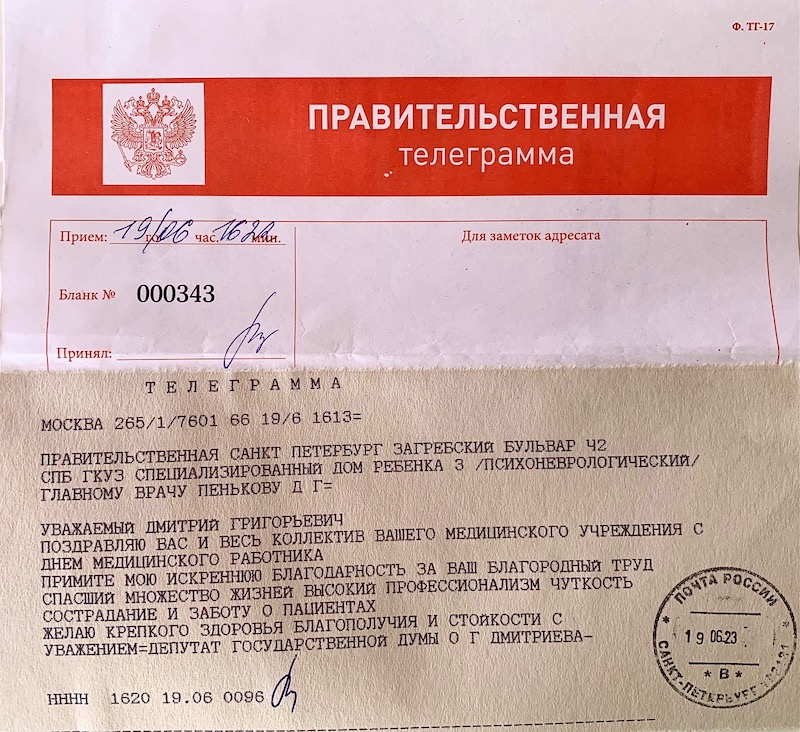 Ф. ТГ-17
ПРАВИТЕЛЬСТВЕННАЯ
телеграмма
Прием: 19/06 го час. 1622 мин.
Для заметок адресата
Бланк № 000343
Принял:
ТЕЛЕГРАММА
МОСКВА 265/1/7601 66 19/6 1613=
ПРАВИТЕЛЬСТВЕННАЯ САНКТ ПЕТЕРБУРГ ЗАГРЕБСКИЙ БУЛЬВАР Ч2
СПБ ГКУЗ СПЕЦИАЛИЗИРОВАННЫЙ ДОМ РЕБЕНКА 3 /ПСИХОНЕВРОЛОГИЧЕСКИЙ/
ГЛАВНОМУ ВРАЧУ ПЕНЬКОВУ Д Г=
УВАЖАЕМЫЙ ДМИТРИЙ ГРИГОРЬЕВИЧ
ПОЗДРАВЛЯЮ ВАС И ВЕСЬ КОЛЛЕКТИВ ВАШЕГО МЕДИЦИНСКОГО УЧРЕЖДЕНИЯ С
ДНЕМ МЕДИЦИНСКОГО РАБОТНИКА
ПРИМИТЕ МОЮ ИСКРЕННЮЮ БЛАГОДАРНОСТЬ ЗА ВАШ БЛАГОРОДНЫЙ ТРУД
СПАСШИЙ МНОЖЕСТВО ЖИЗНЕЙ ВЫСОКИЙ ПРОФЕССИОНАЛИЗМ ЧУТКОСТЬ
СОСТРАДАНИЕ И ЗАБОТУ О ПАЦИЕНТАХ
ЖЕЛАЮ КРЕПКОГО ЗДОРОВЬЯ БЛАГОПОЛУЧИЯ И СТОЙКОСТИ С
УВАЖЕНИЕМ=ДЕПУТАТ ГОСУДАРСТВЕННОЙ ДУМЫ О Г ДМИТРИЕВА-
НННН 1620 19.06 0096
ПОЧТА РОССИИ
19 06.23
* В *
САНКТ-ПЕТЕРБУРГ